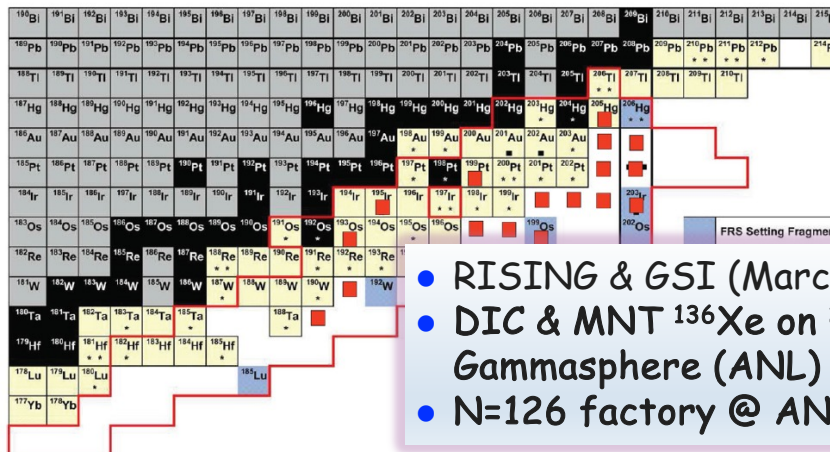 190Bi 191Bi 192Bi 193Bi 194Bi 195Bi 196Bi 197Bi 198Bi 199Bi 200Bi 201Bi 202Bi 203Bi 204Bi 205Bi 206Bi 207Bi 208Bi 209Bi 210Bi 211Bi 212Bi 213Bi 214Bi 215
189Pb 190Pb 191Pb 192Pb 193Pb 194Pb 195Pb 196Pb 197Pb 198Pb 199Pb 200Pb 201Pb 202Pb 203Pb 204Pb 205Pb 206Pb 207Pb 208Pb 209Pb 210Pb 211Pb 212Pb 214P
188Tl 189Tl 190Tl 191Tl 192Tl 193Tl 194Tl 195Tl 196Tl 197Tl 198Tl 199Tl 200Tl 201Tl 202Tl 203Tl 204Tl 205Tl 206Tl 207Tl 208Tl 209Tl 210Tl
187Hg 188Hg 189Hg 190Hg 191Hg 192Hg 193Hg 194Hg 195Hg 196Hg 197Hg 198Hg 199Hg 200Hg 201Hg 202Hg 203Hg 204Hg 205Hg 206Hg
186Au 187Au 188Au 189Au 190Au 191Au 192Au 193Au 194Au 195Au 196Au 197Au 198Au 199Au 200Au 201Au 202Au 203Au
185Pt 186Pt 187Pt 188Pt 189Pt 190Pt 191Pt 192Pt 193Pt 194Pt 195Pt 196Pt 197Pt 198Pt 199Pt 200Pt 201Pt 202Pt
184Ir 185Ir 186Ir 187Ir 188Ir 189Ir 190Ir 191Ir 192Ir 193Ir 194Ir 195Ir 196Ir 197Ir 198Ir 199Ir 203Ir
183Os 184Os 185Os 186Os 187Os 188Os 189Os 190Os 191Os 192Os 193Os 194Os 195Os 196Os 199Os 202Os FRS Setting Fragmen
182Re 183Re 184Re 185Re 186Re 187Re 188Re 189Re 190Re 191Re 192Re 193Re
181W 182W 183W 184W 185W 186W 187W 188W 189W 190W 192W
180Ta 181Ta 182Ta 183Ta 184Ta 185Ta 188Ta
179Hf 180Hf 181Hf 182Hf 183Hf 184Hf 185Hf
178Lu 179Lu 180Lu 185Lu
177Yb 178Yb
• RISING & GSI (Marc
• DIC & MNT 136Xe on
Gammasphere (ANL)
• N=126 factory @ AN